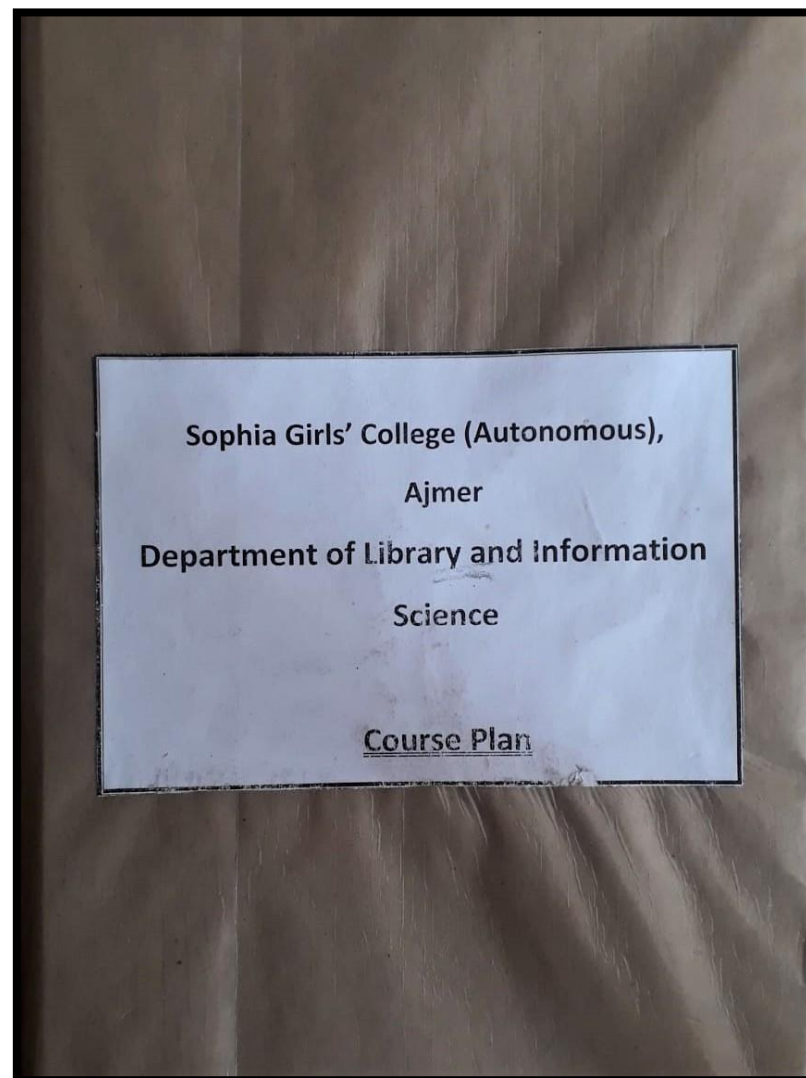 Sophia Girls’ College (Autonomous),
Ajmer
Department of Library and Information
Science
Course Plan